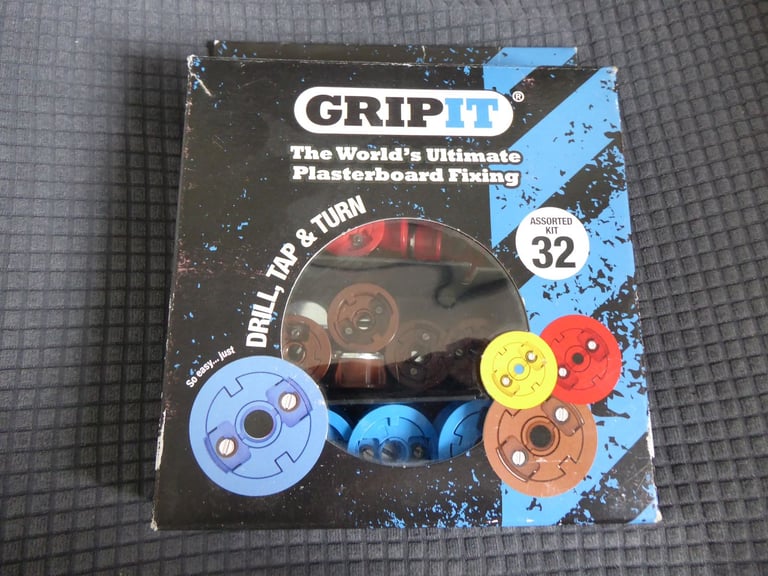 GRIPIT®
The World's Ultimate
Plasterboard Fixing
ASSORTED
KIT
32
DRILL, TAP & TURN
So easy... just